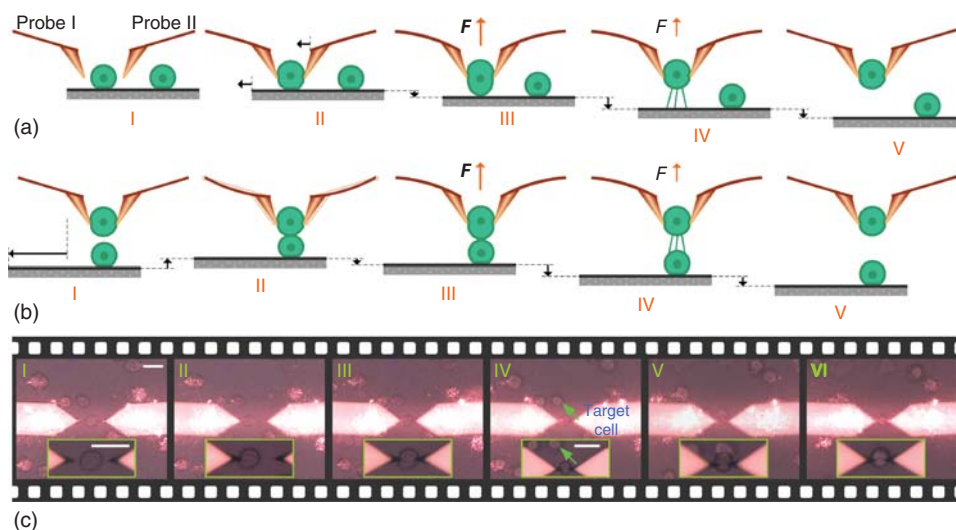 Probe I Probe II
F
F
(a)
I
II
III
IV
V
F
F
(b)
I
II
III
IV
V
I
II
III
IV
V
VI
Target
cell
(c)